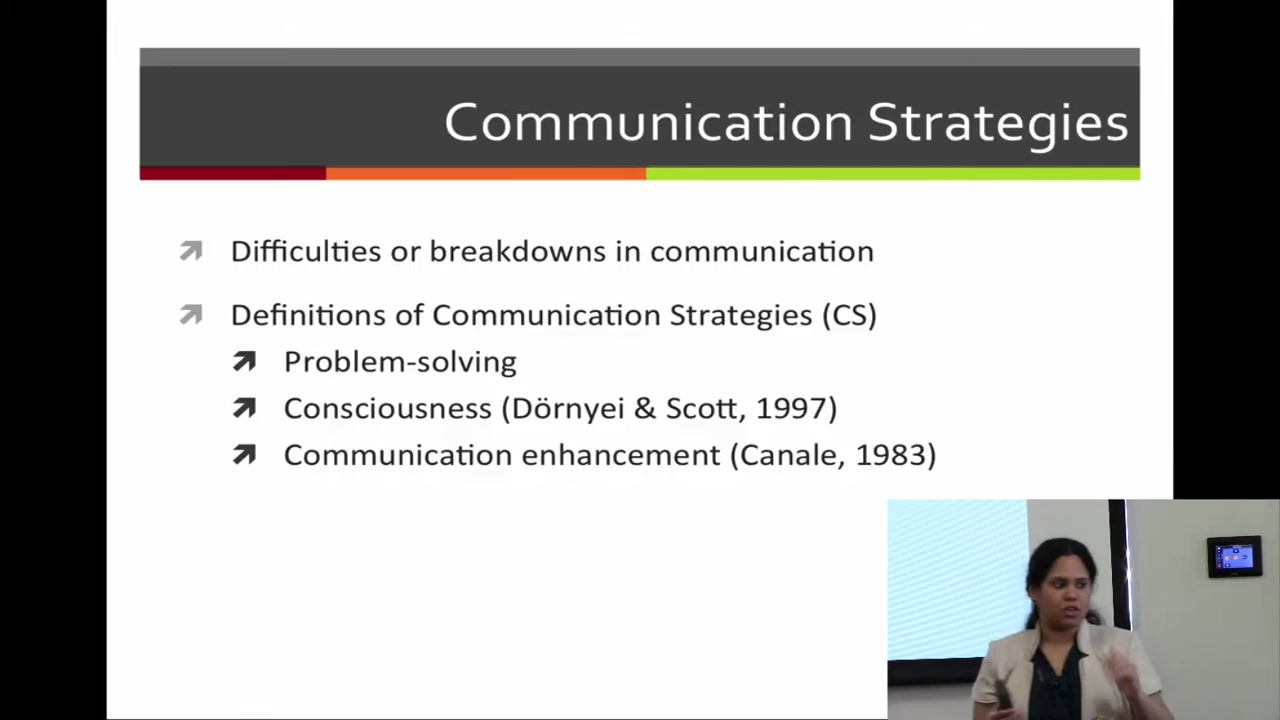 Communication Strategies
Difficulties or breakdowns in communication
Definitions of Communication Strategies (CS)
Problem-solving
Consciousness (Dörnyei & Scott, 1997)
Communication enhancement (Canale, 1983)